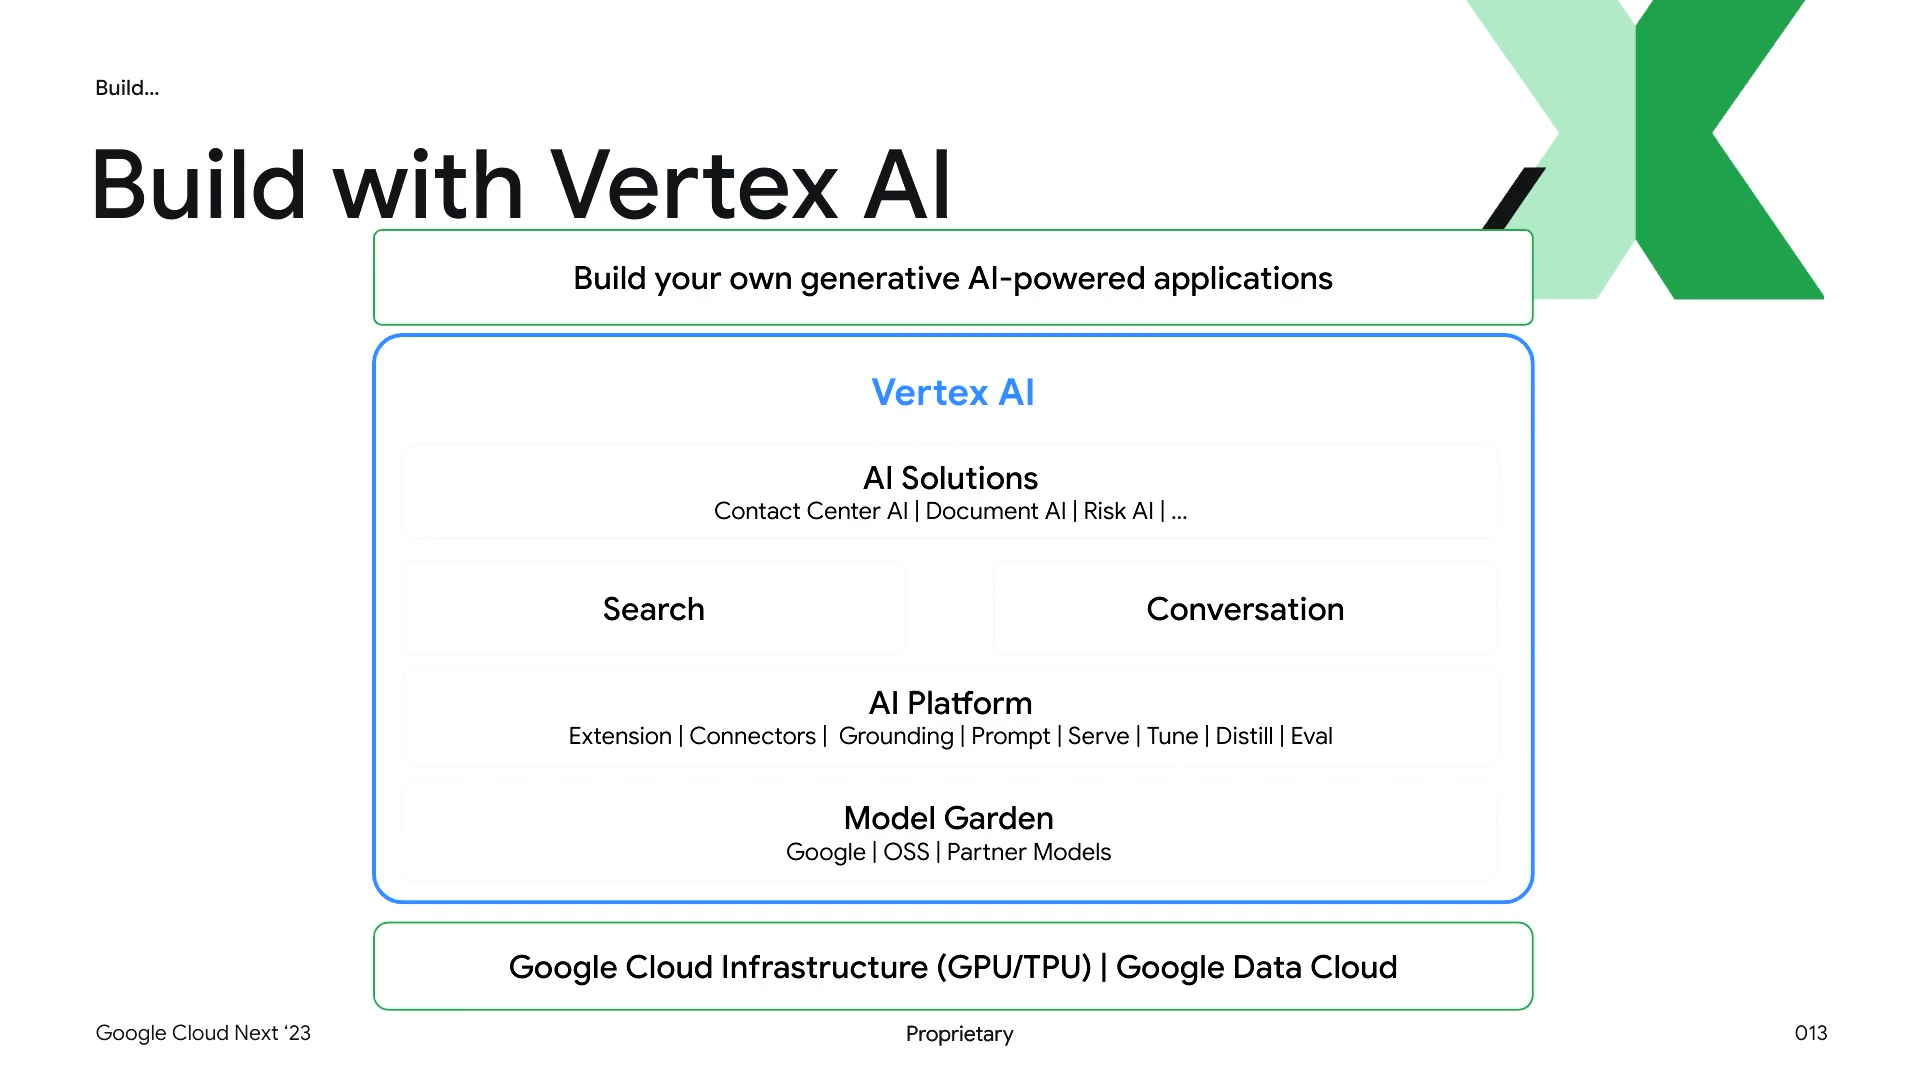 Build...
Build with Vertex AI
Build your own generative AI-powered applications
Vertex AI
AI Solutions
Contact Center AI | Document AI | Risk AI | ...
Search
Conversation
AI Platform
Extension | Connectors |  Grounding | Prompt | Serve | Tune | Distill | Eval
Model Garden
Google | OSS | Partner Models
Google Cloud Infrastructure (GPU/TPU) | Google Data Cloud
Google Cloud Next ‘23
Proprietary
013